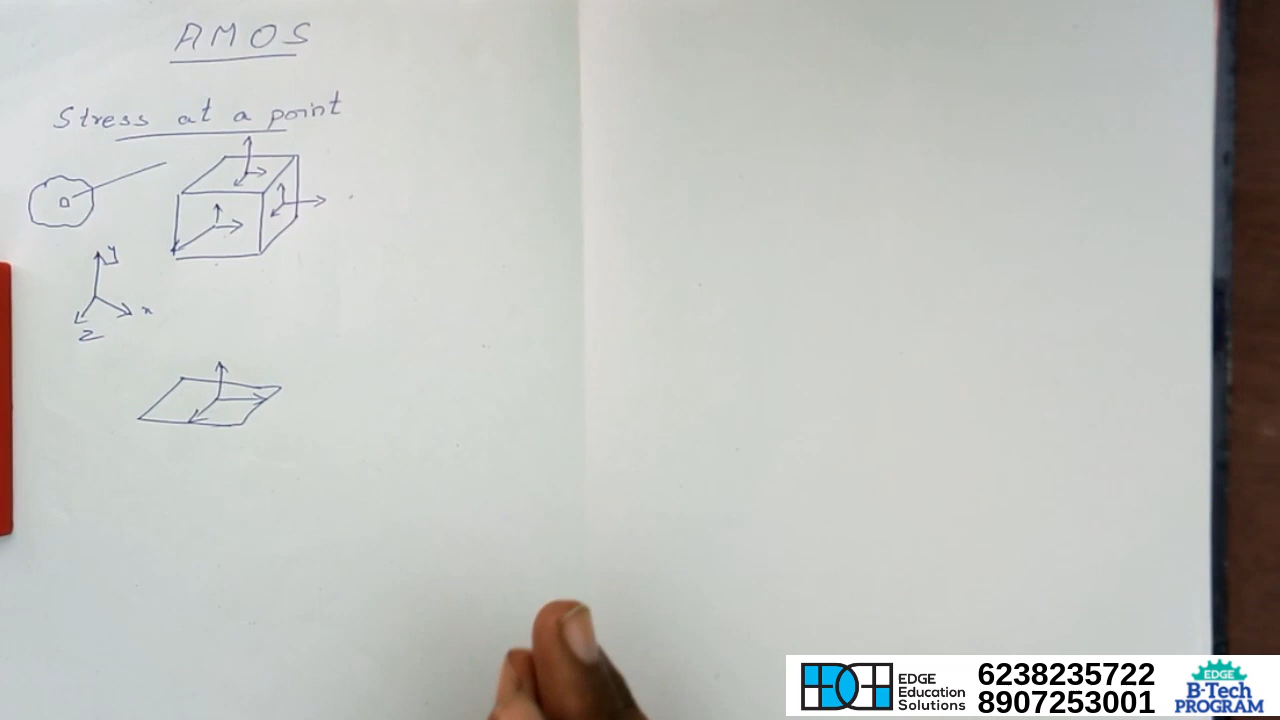 AMOS
Stress at a point
y
x
z
EDGE
Education
Solutions
6238235722
8907253001
EDGE
B-Tech
PROGRAM